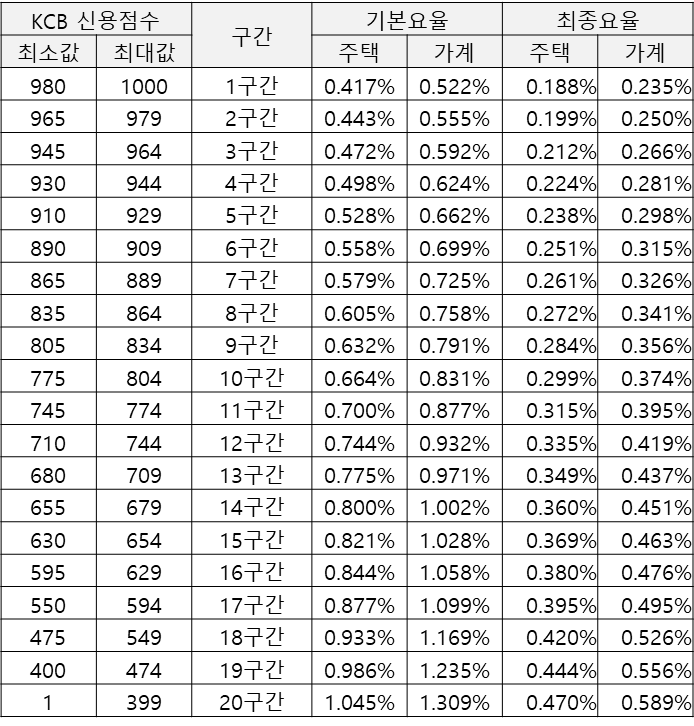 KCB 신용점수 구간 기본요율 최종요율
최소값 최대값 주택 가계 주택 가계
980 1000 1구간 0.417% 0.522% 0.188% 0.235%
965 979 2구간 0.443% 0.555% 0.199% 0.250%
945 964 3구간 0.472% 0.592% 0.212% 0.266%
930 944 4구간 0.498% 0.624% 0.224% 0.281%
910 929 5구간 0.528% 0.662% 0.238% 0.298%
890 909 6구간 0.558% 0.699% 0.251% 0.315%
865 889 7구간 0.579% 0.725% 0.261% 0.326%
835 864 8구간 0.605% 0.758% 0.272% 0.341%
805 834 9구간 0.632% 0.791% 0.284% 0.356%
775 804 10구간 0.664% 0.831% 0.299% 0.374%
745 774 11구간 0.700% 0.877% 0.315% 0.395%
710 744 12구간 0.744% 0.932% 0.335% 0.419%
680 709 13구간 0.775% 0.971% 0.349% 0.437%
655 679 14구간 0.800% 1.002% 0.360% 0.451%
630 654 15구간 0.821% 1.028% 0.369% 0.463%
595 629 16구간 0.844% 1.058% 0.380% 0.476%
550 594 17구간 0.877% 1.099% 0.395% 0.495%
475 549 18구간 0.933% 1.169% 0.420% 0.526%
400 474 19구간 0.986% 1.235% 0.444% 0.556%
1 399 20구간 1.045% 1.309% 0.470% 0.589%